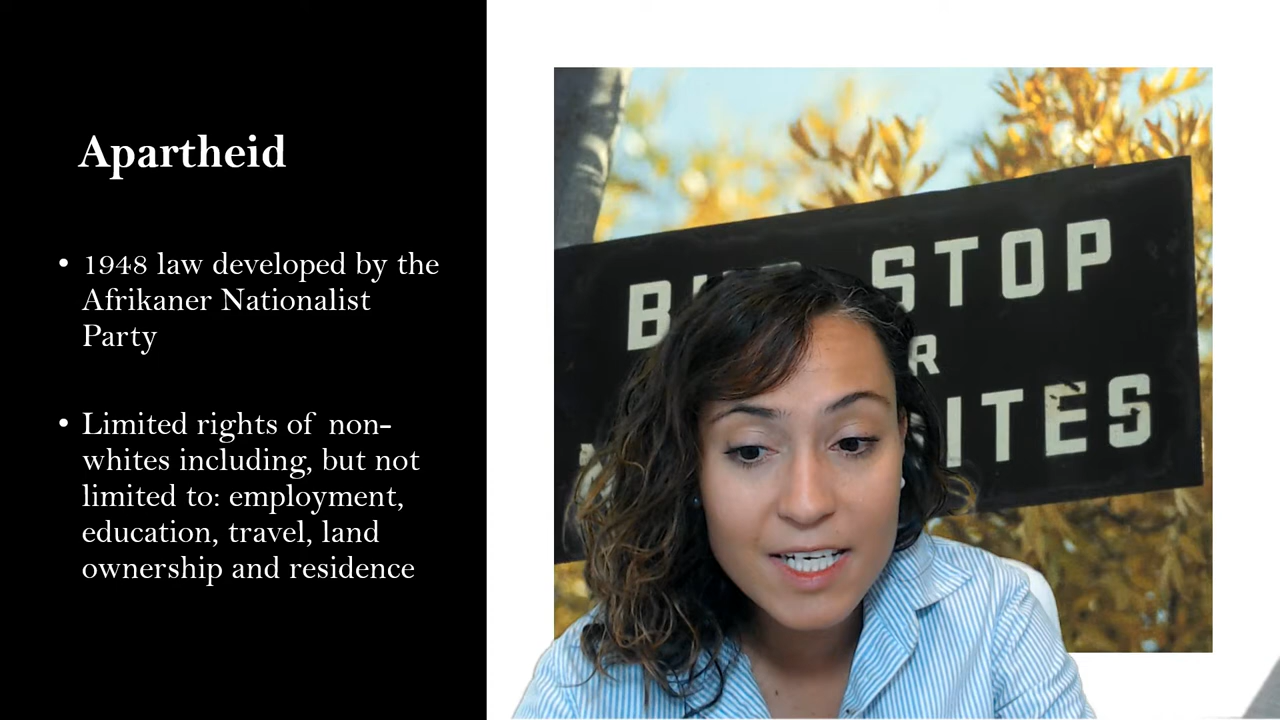 Apartheid
• 1948 law developed by the
Afrikaner Nationalist
Party
• Limited rights of non-
whites including, but not
limited to: employment,
education, travel, land
ownership and residence
STOP